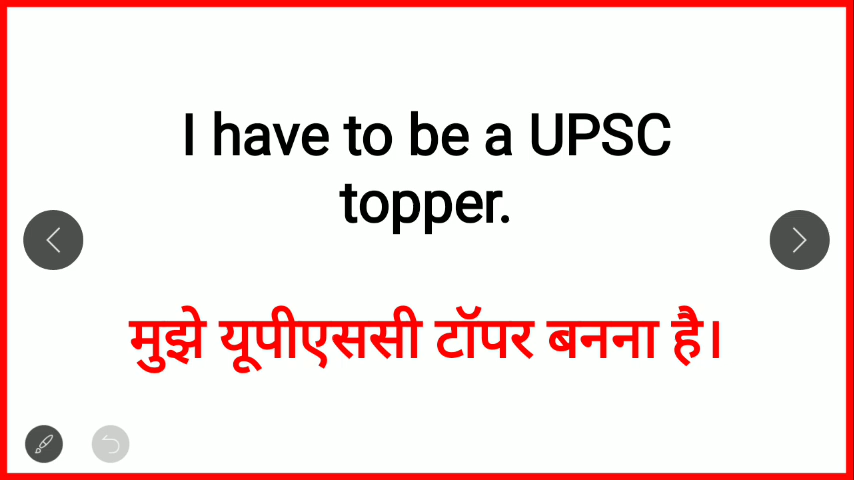 I have to be a UPSC
topper.
मुझे यूपीएससी टॉपर बनना है।